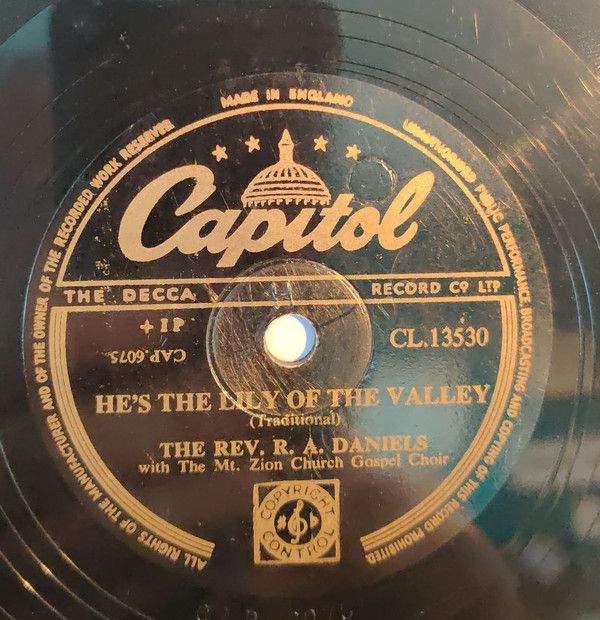 MADE IN ENGLAND
UNAUTHORISED PUBLIC PERFORMANCE, BROADCASTING AND COPYING OF THIS RECORD PROHIBITED
ALL RIGHTS OF THE MANUFACTURER AND OF THE OWNER OF THE RECORDED WORK RESERVED
Capitol
THE DECCA RECORD Cº LTD
+ IP
CAP.6075
CL.13530
HE'S THE LILY OF THE VALLEY
(Traditional)
THE REV. R. A. DANIELS
with The Mt. Zion Church Gospel Choir
COPYRIGHT
CONTROL